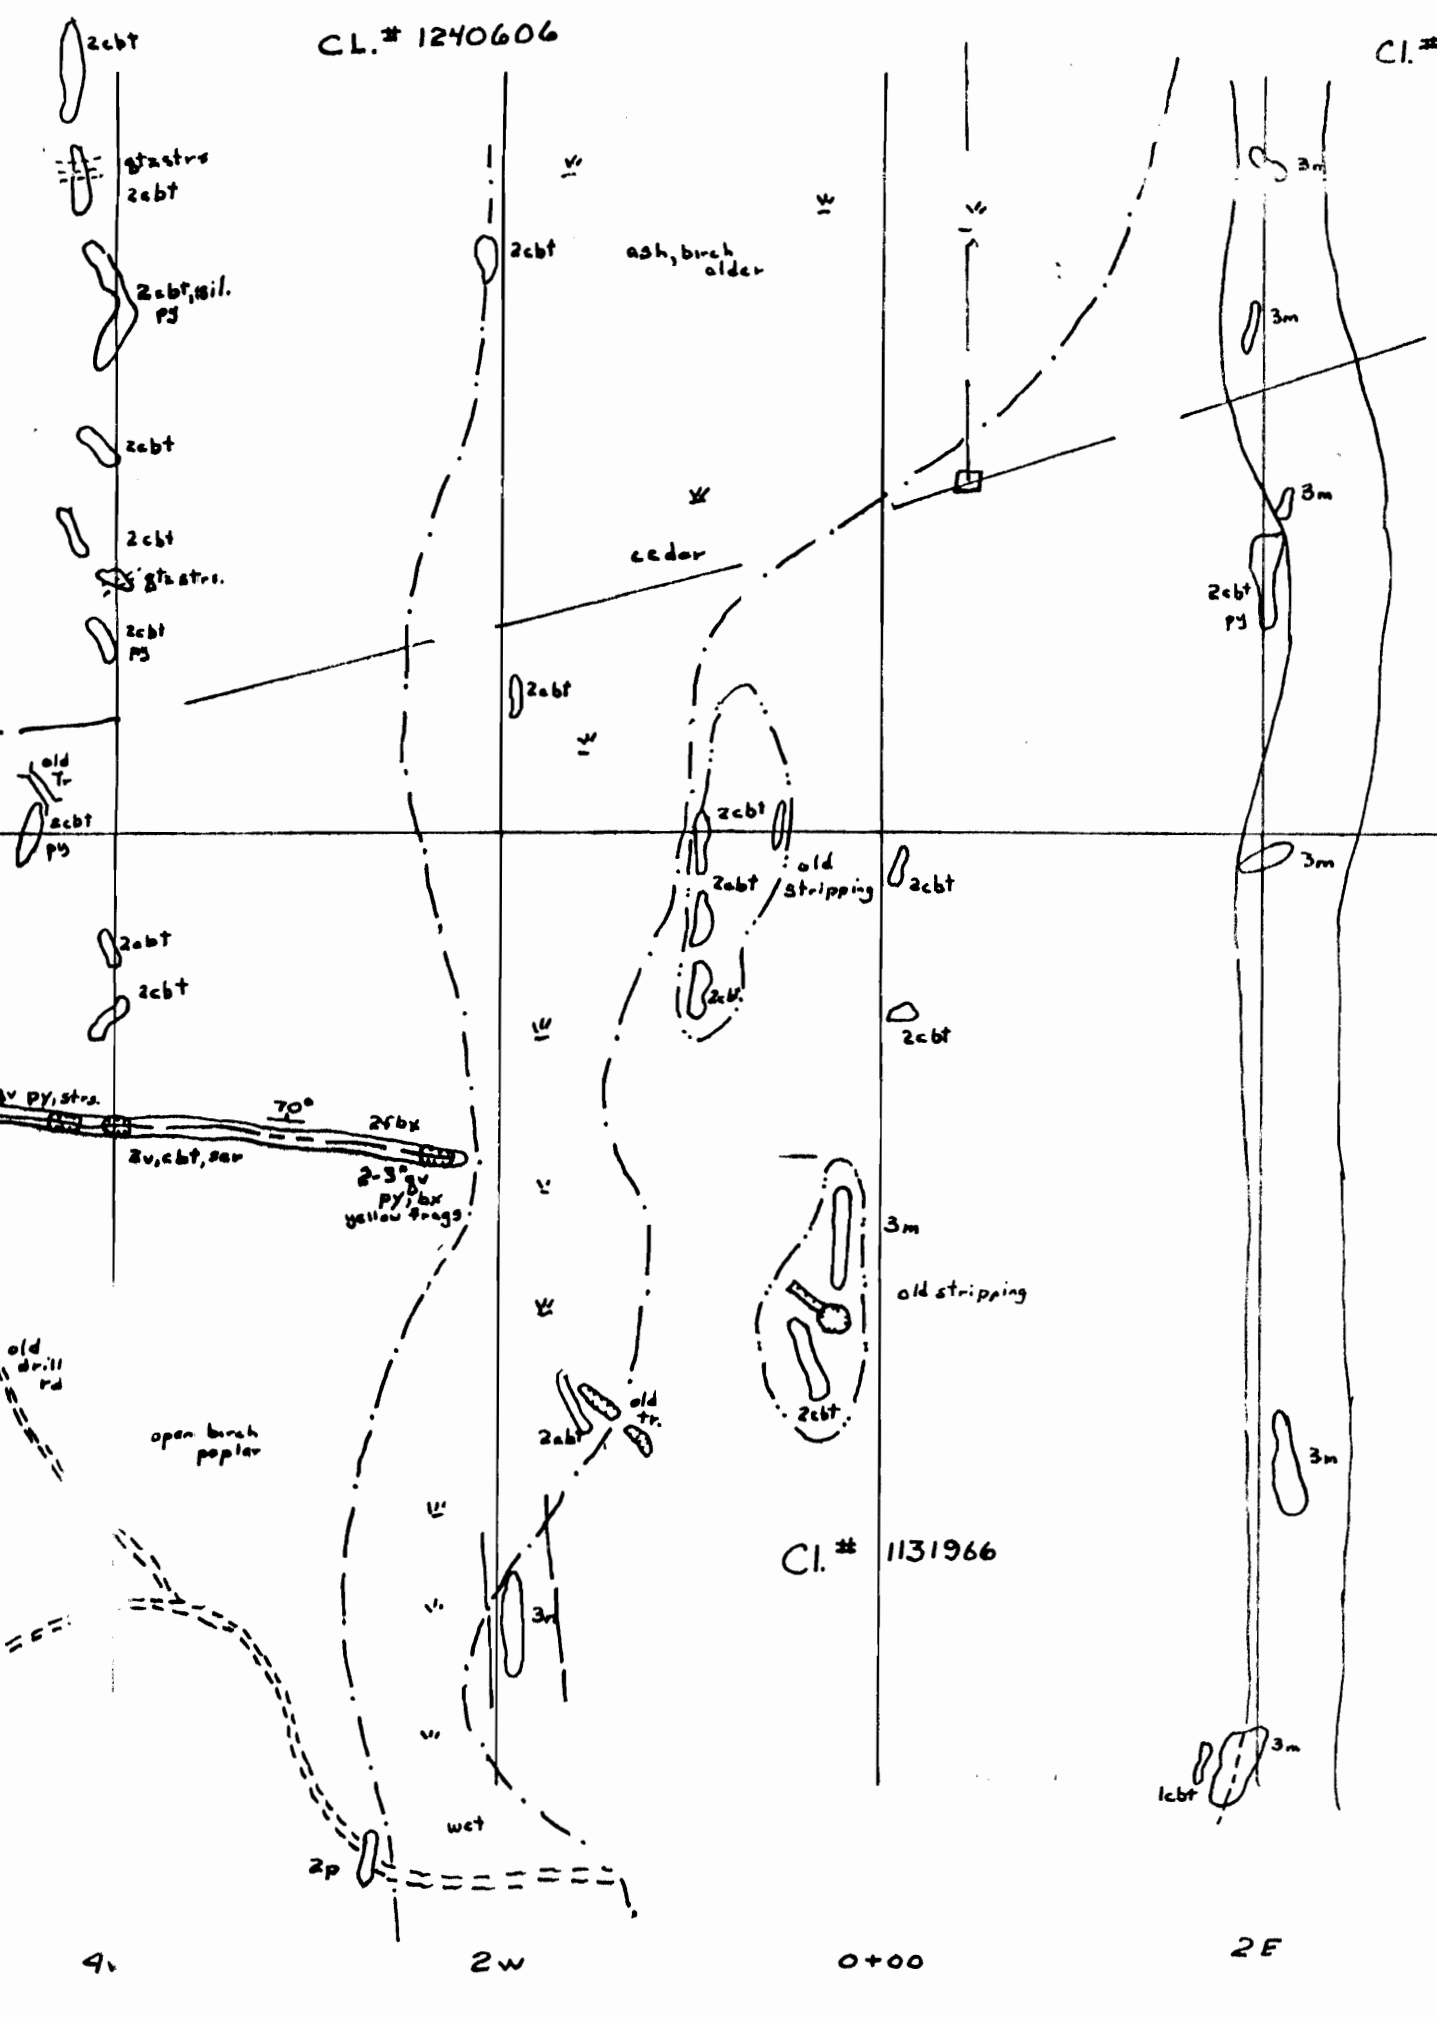 CL.# 1240606
Cl.#
2cbt
qtz strs
2abt
2cbt, sil.
py
2cbt
ash, birch
alder
3m
3m
2cbt
2cbt
qtz strs.
2cbt
py
cedar
3m
2cbt
py
2abt
old
Tr
2cbt
py
2cbt
old
stripping
2abt
2cbt
2cbt
3m
2abt
2cbt
2cbt
py, strs.
70°
2fbx
2v, cbt, ser
2-3" qv
py, bx
yellow frags
3m
old stripping
2cbt
old
drill
rd
open birch
poplar
old
tr.
2abt
3m
Cl.# 1131966
3m
1cbt
wet
2p
2W
0+00
2E